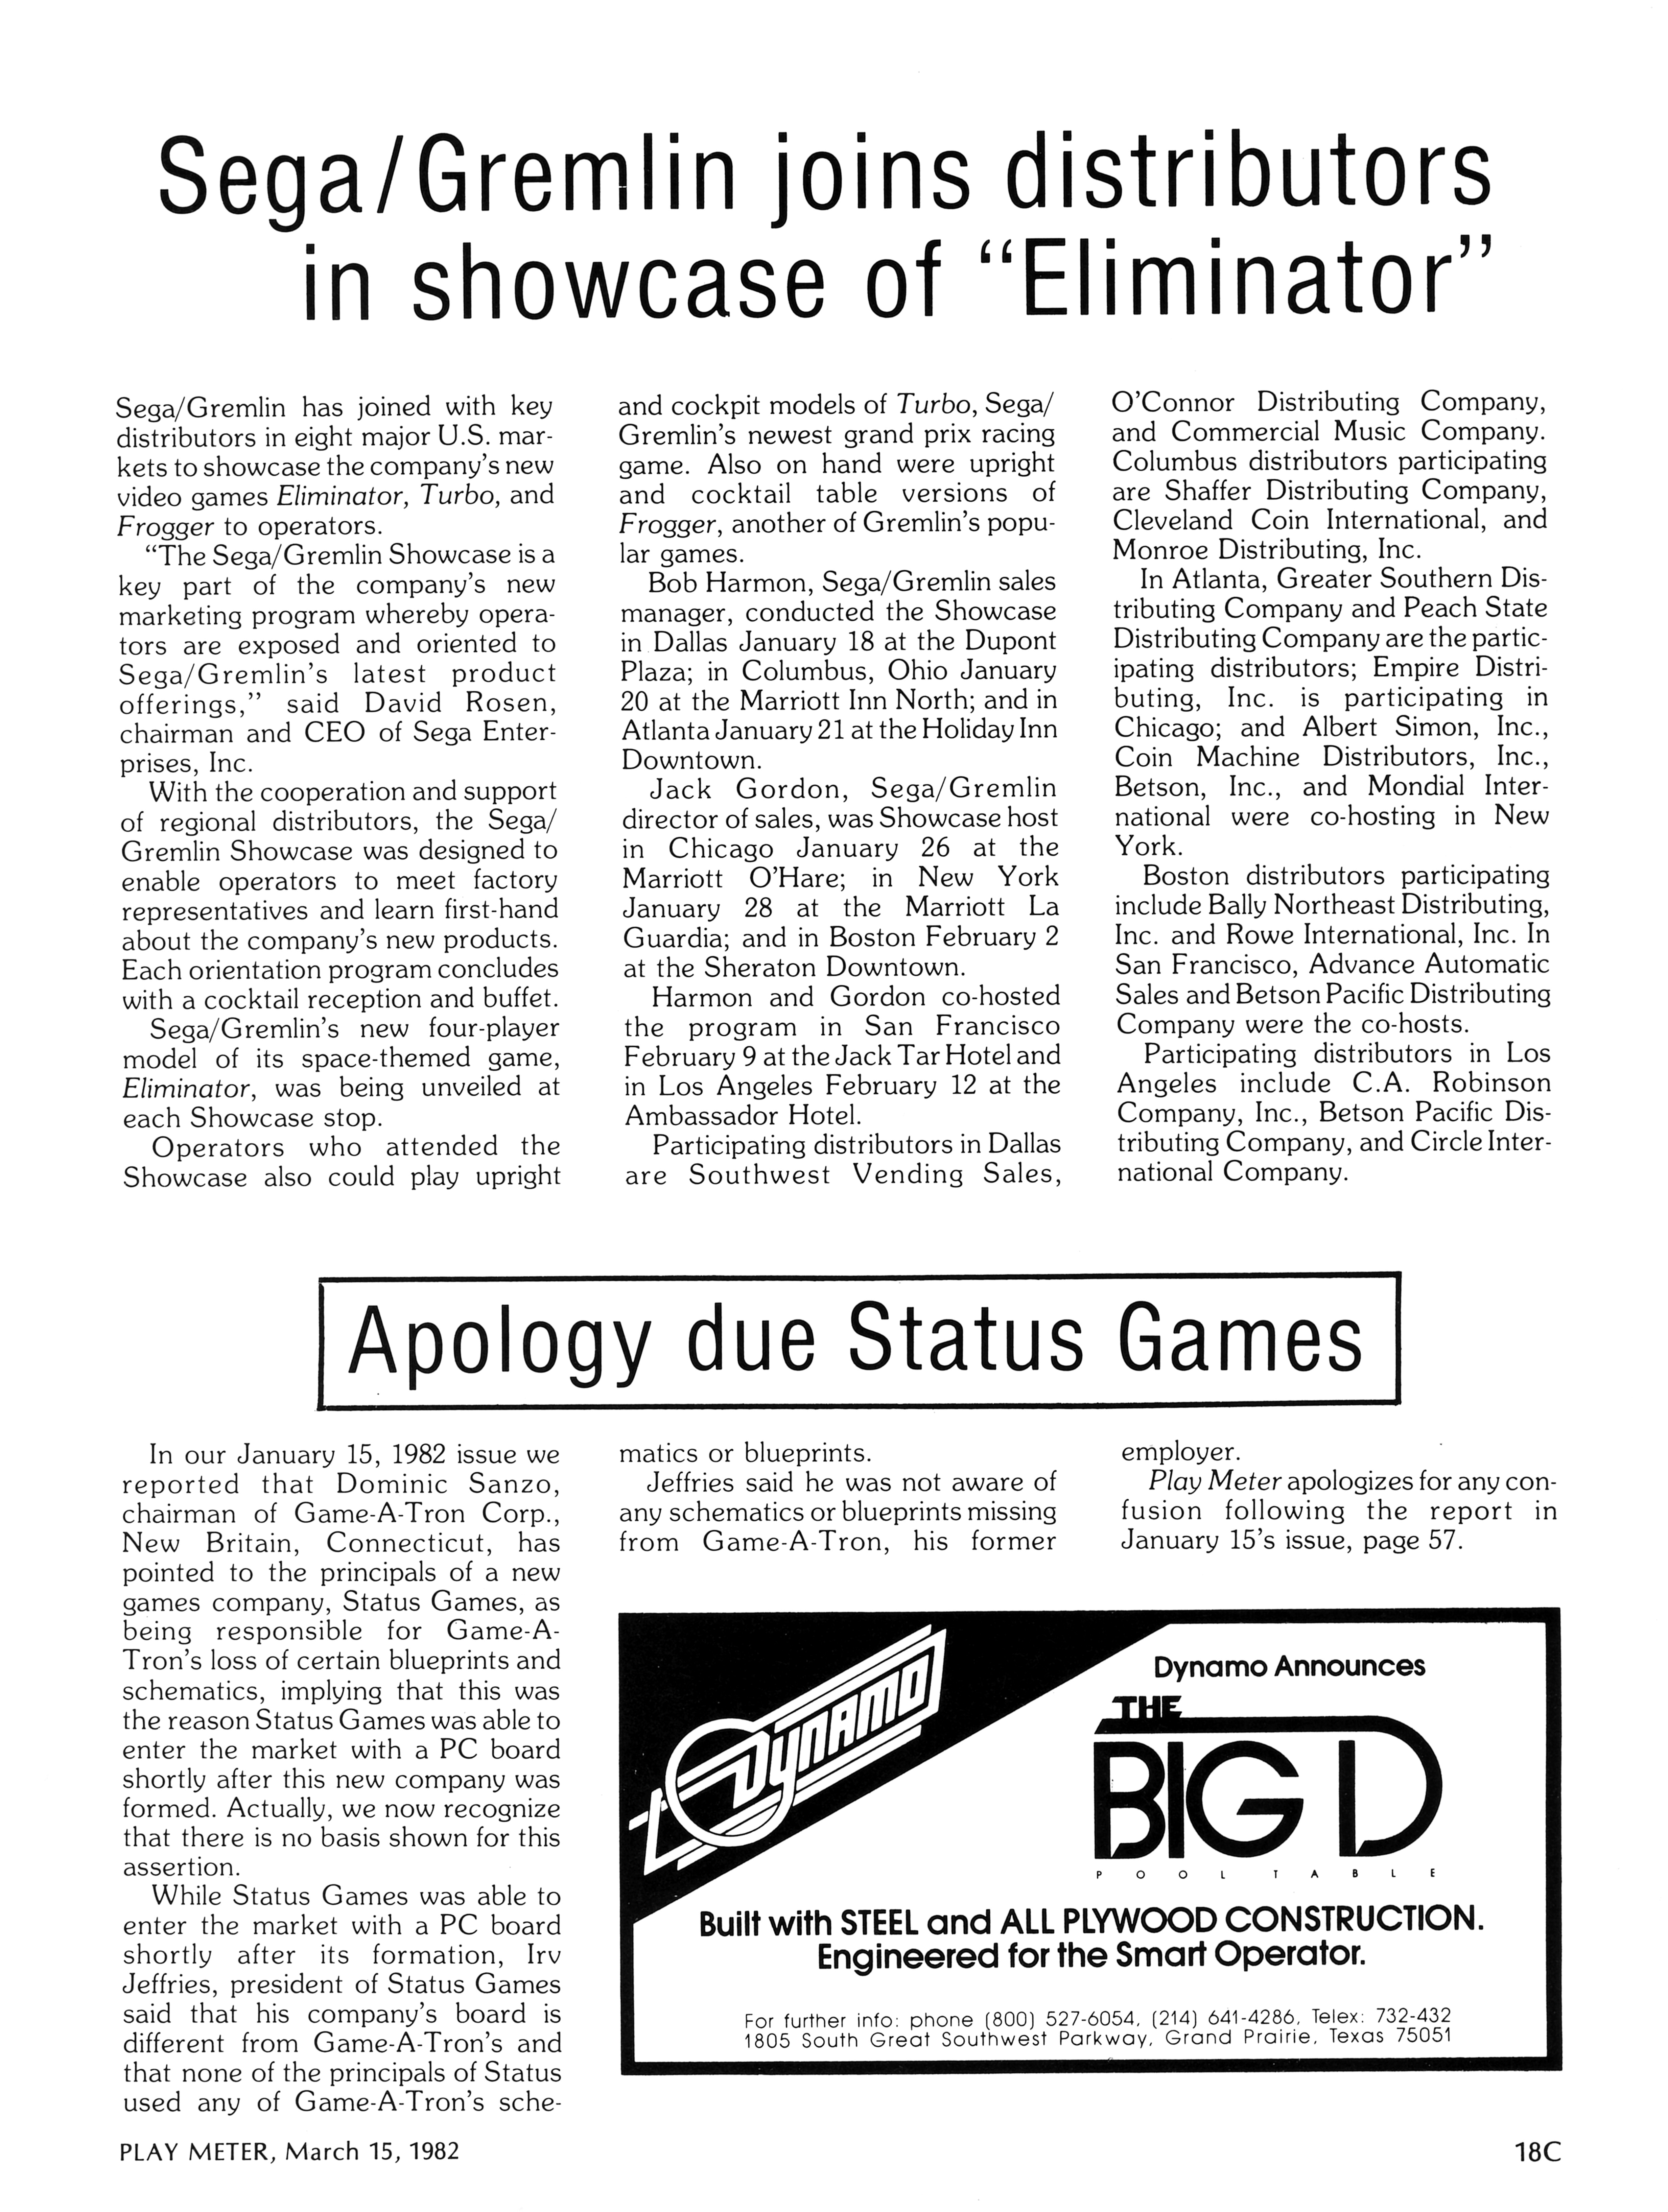 Sega/Gremlin joins distributors
in showcase of “Eliminator”
Sega/Gremlin has joined with key
distributors in eight major U.S. mar-
kets to showcase the company’s new
video games Eliminator, Turbo, and
Frogger to operators.
“The Sega/Gremlin Showcase is a
key part of the company’s new
marketing program whereby opera-
tors are exposed and oriented to
Sega/Gremlin’s latest product
offerings,” said David Rosen,
chairman and CEO of Sega Enter-
prises, Inc.
With the cooperation and support
of regional distributors, the Sega/
Gremlin Showcase was designed to
enable operators to meet factory
representatives and learn first-hand
about the company’s new products.
Each orientation program concludes
with a cocktail reception and buffet.
Sega/Gremlin’s new four-player
model of its space-themed game,
Eliminator, was being unveiled at
each Showcase stop.
Operators who attended the
Showcase also could play upright
and cockpit models of Turbo, Sega/
Gremlin’s newest grand prix racing
game. Also on hand were upright
and cocktail table versions of
Frogger, another of Gremlin’s popu-
lar games.
Bob Harmon, Sega/Gremlin sales
manager, conducted the Showcase
in Dallas January 18 at the Dupont
Plaza; in Columbus, Ohio January
20 at the Marriott Inn North; and in
Atlanta January 21 at the Holiday Inn
Downtown.
Jack Gordon, Sega/Gremlin
director of sales, was Showcase host
in Chicago January 26 at the
Marriott O’Hare; in New York
January 28 at the Marriott La
Guardia; and in Boston February 2
at the Sheraton Downtown.
Harmon and Gordon co-hosted
the program in San Francisco
February 9 at the Jack Tar Hotel and
in Los Angeles February 12 at the
Ambassador Hotel.
Participating distributors in Dallas
are Southwest Vending Sales,
O’Connor Distributing Company,
and Commercial Music Company.
Columbus distributors participating
are Shaffer Distributing Company,
Cleveland Coin International, and
Monroe Distributing, Inc.
In Atlanta, Greater Southern Dis-
tributing Company and Peach State
Distributing Company are the partic-
ipating distributors; Empire Distri-
buting, Inc. is participating in
Chicago; and Albert Simon, Inc.,
Coin Machine Distributors, Inc.,
Betson, Inc., and Mondial Inter-
national were co-hosting in New
York.
Boston distributors participating
include Bally Northeast Distributing,
Inc. and Rowe International, Inc. In
San Francisco, Advance Automatic
Sales and Betson Pacific Distributing
Company were the co-hosts.
Participating distributors in Los
Angeles include C.A. Robinson
Company, Inc., Betson Pacific Dis-
tributing Company, and Circle Inter-
national Company.
Apology due Status Games
In our January 15, 1982 issue we
reported that Dominic Sanzo,
chairman of Game-A-Tron Corp.,
New Britain, Connecticut, has
pointed to the principals of a new
games company, Status Games, as
being responsible for Game-A-
Tron’s loss of certain blueprints and
schematics, implying that this was
the reason Status Games was able to
enter the market with a PC board
shortly after this new company was
formed. Actually, we now recognize
that there is no basis shown for this
assertion.
While Status Games was able to
enter the market with a PC board
shortly after its formation, Irv
Jeffries, president of Status Games
said that his company’s board is
different from Game-A-Tron’s and
that none of the principals of Status
used any of Game-A-Tron’s sche-
matics or blueprints.
Jeffries said he was not aware of
any schematics or blueprints missing
from Game-A-Tron, his former
employer.
Play Meter apologizes for any con-
fusion following the report in
January 15’s issue, page 57.
DYNAMO
Dynamo Announces
THE
BIG D
POOL TABLE
Built with STEEL and ALL PLYWOOD CONSTRUCTION.
Engineered for the Smart Operator.
For further info: phone (800) 527-6054, (214) 641-4286, Telex: 732-432
1805 South Great Southwest Parkway, Grand Prairie, Texas 75051
PLAY METER, March 15, 1982
18C